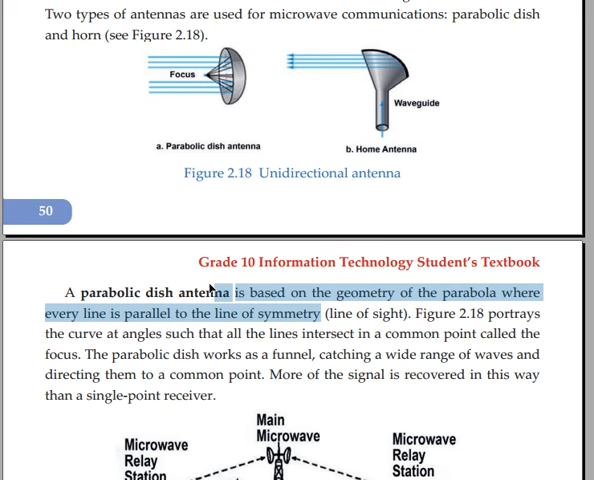 Two types of antennas are used for microwave communications: parabolic dish
and horn (see Figure 2.18).
Focus
Waveguide
a. Parabolic dish antenna
b. Home Antenna
Figure 2.18 Unidirectional antenna
50
Grade 10 Information Technology Student's Textbook
A parabolic dish antenna is based on the geometry of the parabola where
every line is parallel to the line of symmetry (line of sight). Figure 2.18 portrays
the curve at angles such that all the lines intersect in a common point called the
focus. The parabolic dish works as a funnel, catching a wide range of waves and
directing them to a common point. More of the signal is recovered in this way
than a single-point receiver.
Main
Microwave
Microwave
Relay
Station
Microwave
Relay
Station